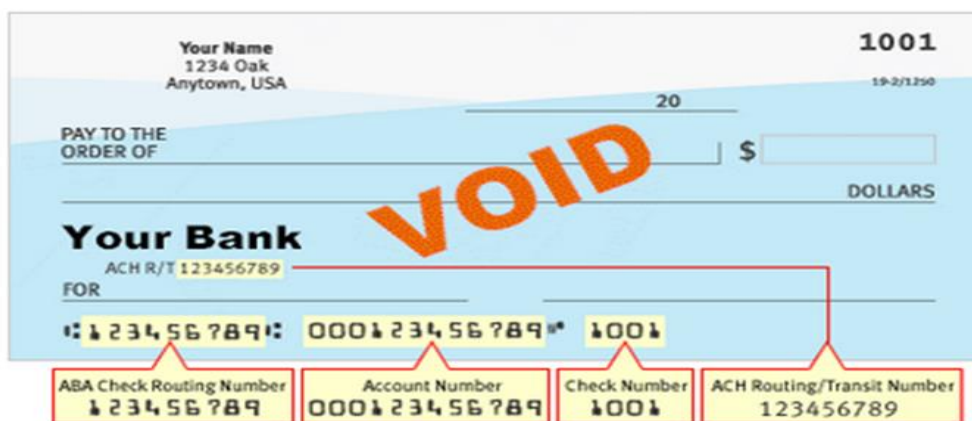 Your Name
1234 Oak
Anytown, USA
1001
19-2/1250
20
PAY TO THE
ORDER OF
$
DOLLARS
VOID
Your Bank
ACH R/T 123456789
FOR
⑆123456789⑆ 000123456789⑈ 1001
ABA Check Routing Number
123456789
Account Number
000123456789
Check Number
1001
ACH Routing/Transit Number
123456789